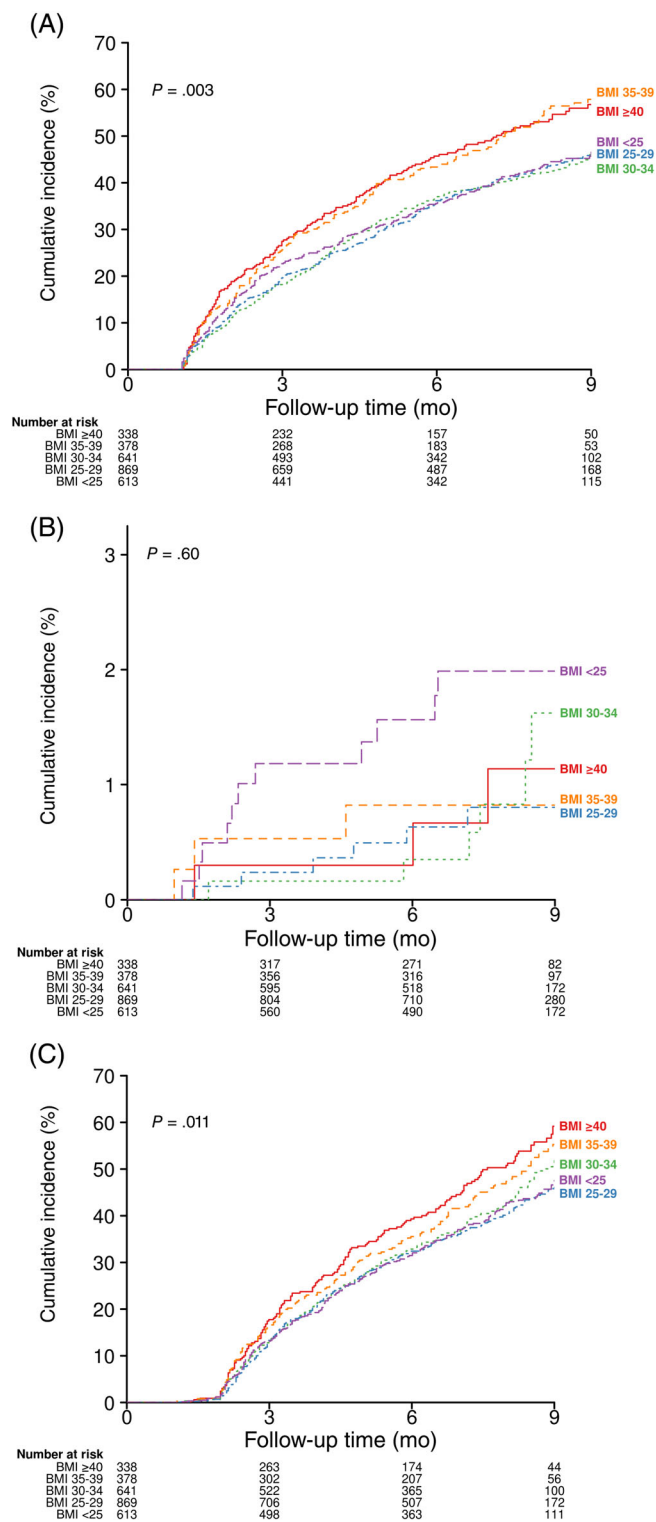 (A)
70
60
50
40
30
20
10
0
Cumulative incidence (%)
P = .003
BMI 35-39
BMI ≥40
BMI <25
BMI 25-29
BMI 30-34
0 3 6 9
Follow-up time (mo)
Number at risk
BMI ≥40 338 232 157 50
BMI 35-39 378 268 183 53
BMI 30-34 641 493 342 102
BMI 25-29 869 659 487 168
BMI <25 613 441 342 115
(B)
3
2
1
0
Cumulative incidence (%)
P = .60
BMI <25
BMI 30-34
BMI ≥40
BMI 35-39
BMI 25-29
0 3 6 9
Follow-up time (mo)
Number at risk
BMI ≥40 338 317 271 82
BMI 35-39 378 356 316 97
BMI 30-34 641 595 518 172
BMI 25-29 869 804 710 280
BMI <25 613 560 490 172
(C)
70
60
50
40
30
20
10
0
Cumulative incidence (%)
P = .011
BMI ≥40
BMI 35-39
BMI 30-34
BMI <25
BMI 25-29
0 3 6 9
Follow-up time (mo)
Number at risk
BMI ≥40 338 263 174 44
BMI 35-39 378 302 207 56
BMI 30-34 641 522 365 100
BMI 25-29 869 706 507 172
BMI <25 613 498 363 111